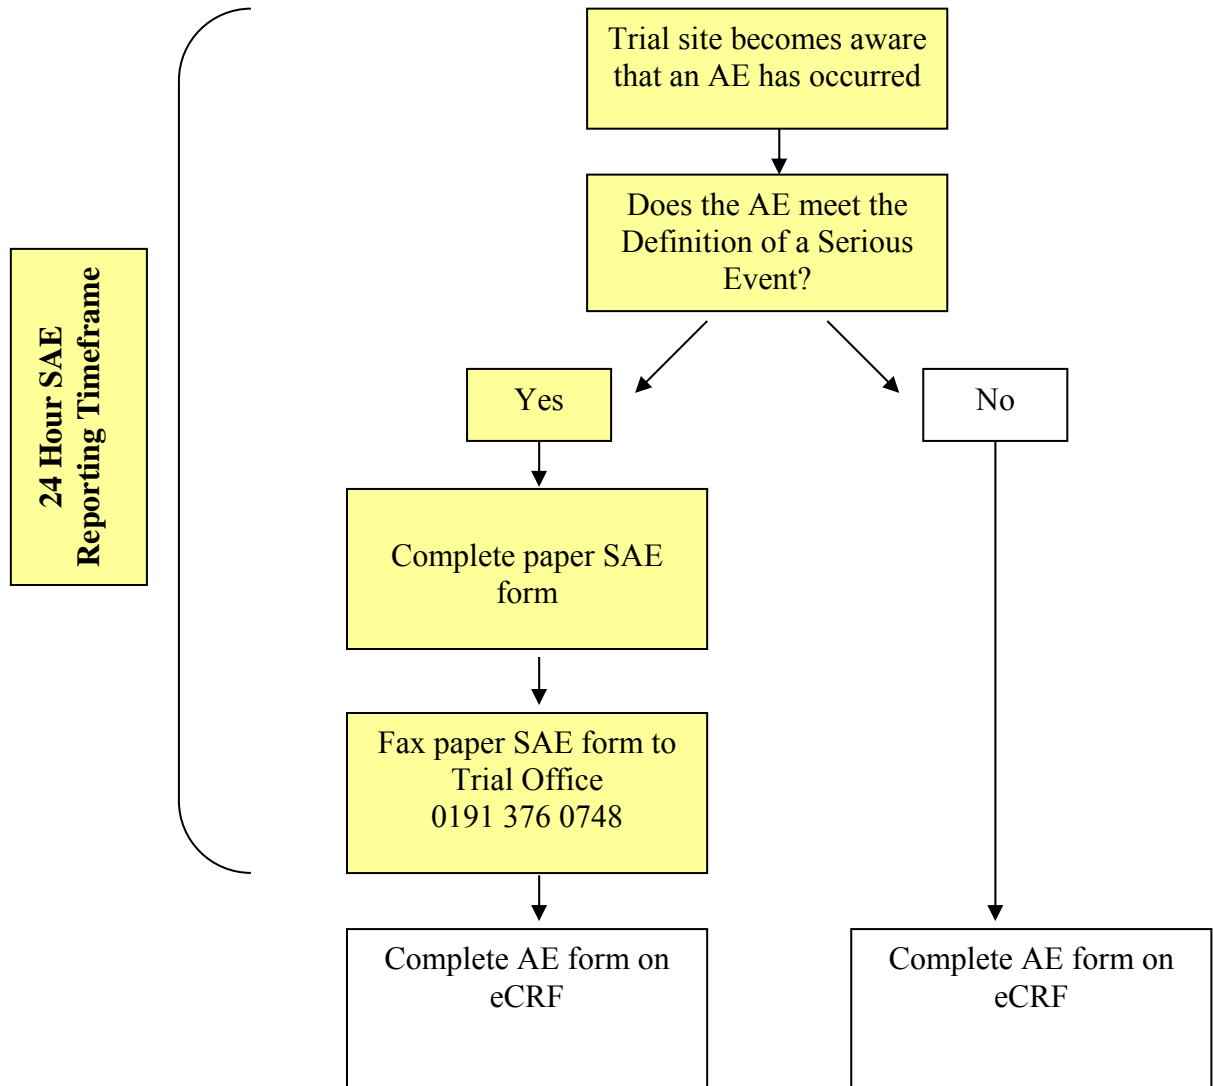 Trial site becomes aware
that an AE has occurred
Does the AE meet the
Definition of a Serious
Event?
24 Hour SAE
Reporting Timeframe
Yes
No
Complete paper SAE
form
Fax paper SAE form to
Trial Office
0191 376 0748
Complete AE form on
eCRF
Complete AE form on
eCRF